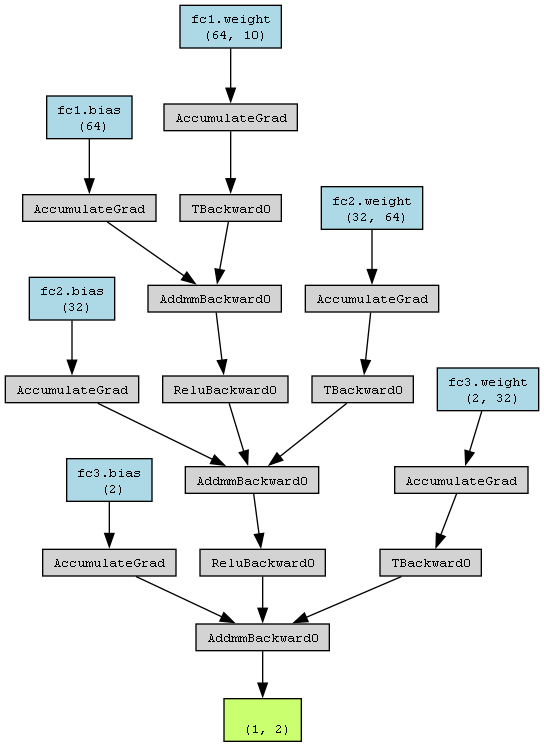 fc1.weight
(64, 10)
fc1.bias
(64)
AccumulateGrad
AccumulateGrad
TBackward0
fc2.weight
(32, 64)
fc2.bias
(32)
AddmmBackward0
AccumulateGrad
AccumulateGrad
ReluBackward0
TBackward0
fc3.weight
(2, 32)
fc3.bias
(2)
AddmmBackward0
AccumulateGrad
AccumulateGrad
ReluBackward0
TBackward0
AddmmBackward0
(1, 2)